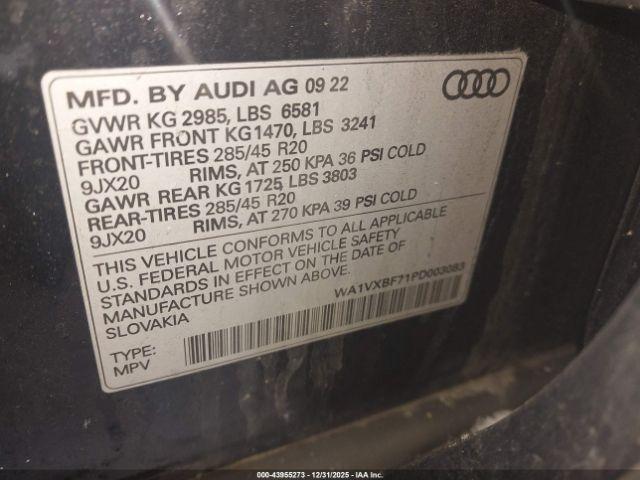 MFD. BY AUDI AG 09 22
GVWR KG 2985, LBS 6581
GAWR FRONT KG1470, LBS 3241
FRONT-TIRES 285/45 R20
9JX20 RIMS, AT 250 KPA 36 PSI COLD
GAWR REAR KG 1725 LBS 3803
REAR-TIRES 285/45 R20
9JX20 RIMS, AT 270 KPA 39 PSI COLD
THIS VEHICLE CONFORMS TO ALL APPLICABLE
U.S. FEDERAL MOTOR VEHICLE SAFETY
STANDARDS IN EFFECT ON THE DATE OF
MANUFACTURE SHOWN ABOVE.
SLOVAKIA
WA1VXBF71PD003083
TYPE:
MPV
000-43955273 - 12/31/2025 - IAAC Inc.